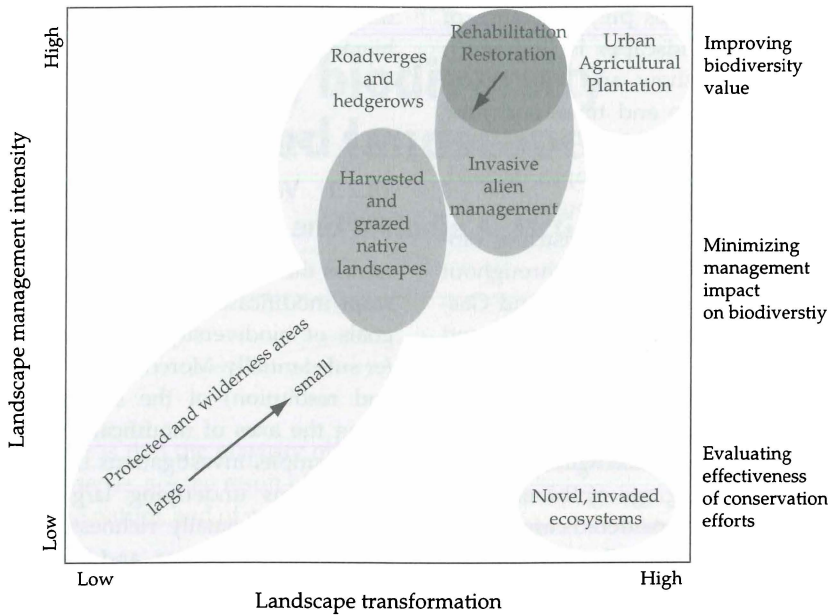 High
Landscape management intensity
Low
Roadverges
and
hedgerows
Rehabilitation
Restoration
Urban
Agricultural
Plantation
Improving
biodiversity
value
Harvested
and
grazed
native
landscapes
Invasive
alien
management
Minimizing
management
impact
on biodiverstiy
Protected and wilderness areas
large
small
Novel, invaded
ecosystems
Evaluating
effectiveness
of conservation
efforts
Low
High
Landscape transformation